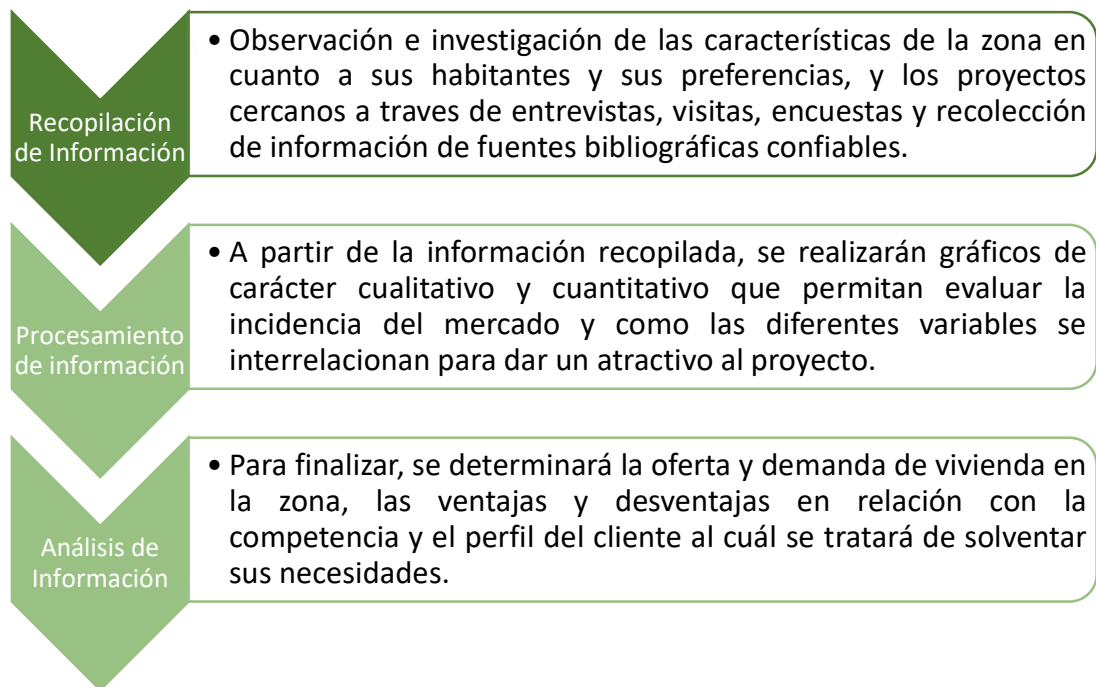 Recopilación
de Información
• Observación e investigación de las características de la zona en
cuanto a sus habitantes y sus preferencias, y los proyectos
cercanos a traves de entrevistas, visitas, encuestas y recolección
de información de fuentes bibliográficas confiables.
Procesamiento
de información
• A partir de la información recopilada, se realizarán gráficos de
carácter cualitativo y cuantitativo que permitan evaluar la
incidencia del mercado y como las diferentes variables se
interrelacionan para dar un atractivo al proyecto.
Análisis de
Información
• Para finalizar, se determinará la oferta y demanda de vivienda en
la zona, las ventajas y desventajas en relación con la
competencia y el perfil del cliente al cuál se tratará de solventar
sus necesidades.